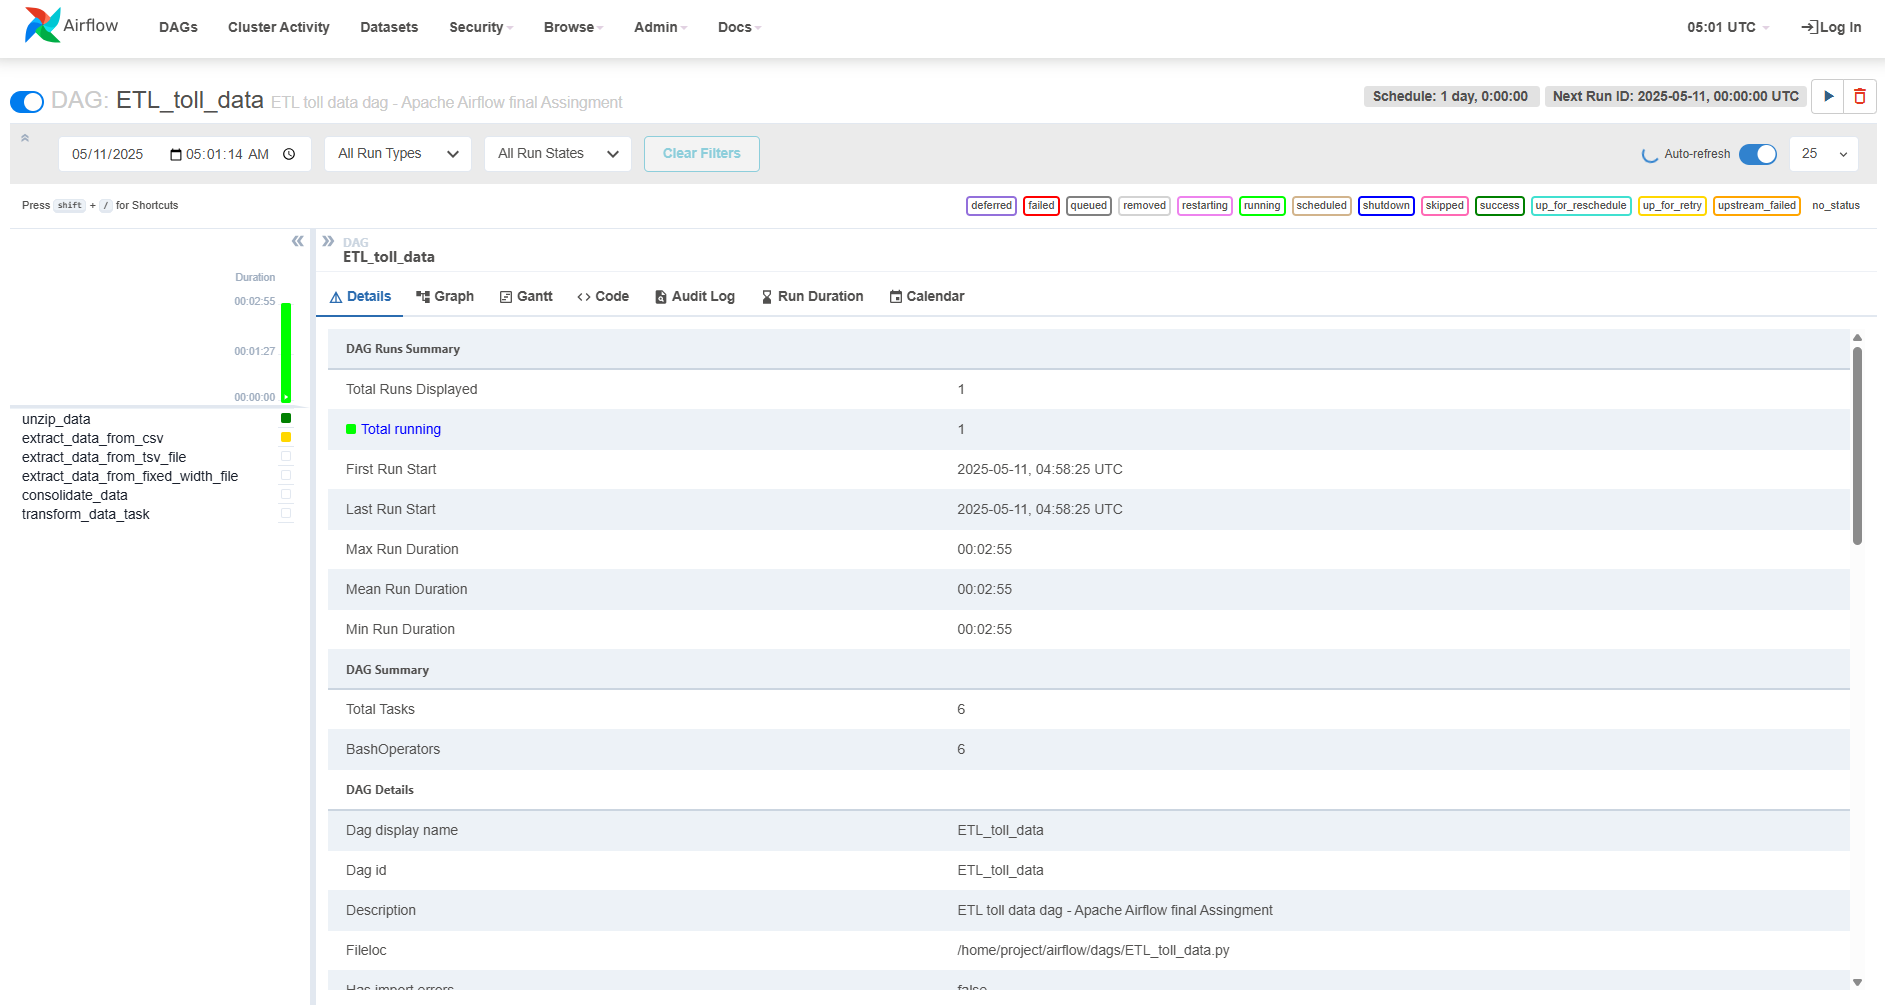 Airflow DAGs Cluster Activity Datasets Security Browse Admin Docs 05:01 UTC Log In
DAG: ETL_toll_data ETL toll data dag - Apache Airflow final Assingment Schedule: 1 day, 0:00:00 Next Run ID: 2025-05-11, 00:00:00 UTC
05/11/2025 05:01:14 AM All Run Types All Run States Clear Filters Auto-refresh 25
Press shift + / for Shortcuts deferred failed queued removed restarting running scheduled shutdown skipped success up_for_reschedule up_for_retry upstream_failed no_status
Duration
00:02:55
00:01:27
00:00:00
unzip_data
extract_data_from_csv
extract_data_from_tsv_file
extract_data_from_fixed_width_file
consolidate_data
transform_data_task
DAG
ETL_toll_data
Details Graph Gantt Code Audit Log Run Duration Calendar
DAG Runs Summary
Total Runs Displayed 1
Total running 1
First Run Start 2025-05-11, 04:58:25 UTC
Last Run Start 2025-05-11, 04:58:25 UTC
Max Run Duration 00:02:55
Mean Run Duration 00:02:55
Min Run Duration 00:02:55
DAG Summary
Total Tasks 6
BashOperators 6
DAG Details
Dag display name ETL_toll_data
Dag id ETL_toll_data
Description ETL toll data dag - Apache Airflow final Assingment
Fileloc /home/project/airflow/dags/ETL_toll_data.py
Has import errors false